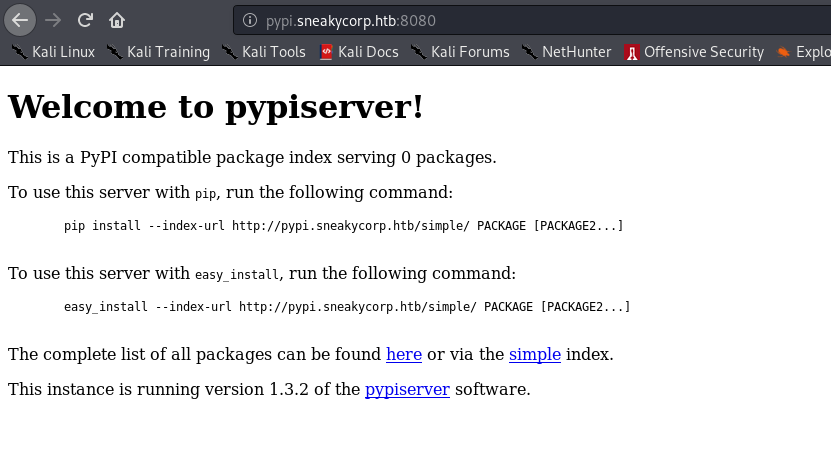 pypi.sneakycorp.htb:8080
Kali Linux Kali Training Kali Tools Kali Docs Kali Forums NetHunter Offensive Security Explo
Welcome to pypiserver!
This is a PyPI compatible package index serving 0 packages.
To use this server with pip, run the following command:
pip install --index-url http://pypi.sneakycorp.htb/simple/ PACKAGE [PACKAGE2...]
To use this server with easy_install, run the following command:
easy_install --index-url http://pypi.sneakycorp.htb/simple/ PACKAGE [PACKAGE2...]
The complete list of all packages can be found here or via the simple index.
This instance is running version 1.3.2 of the pypiserver software.